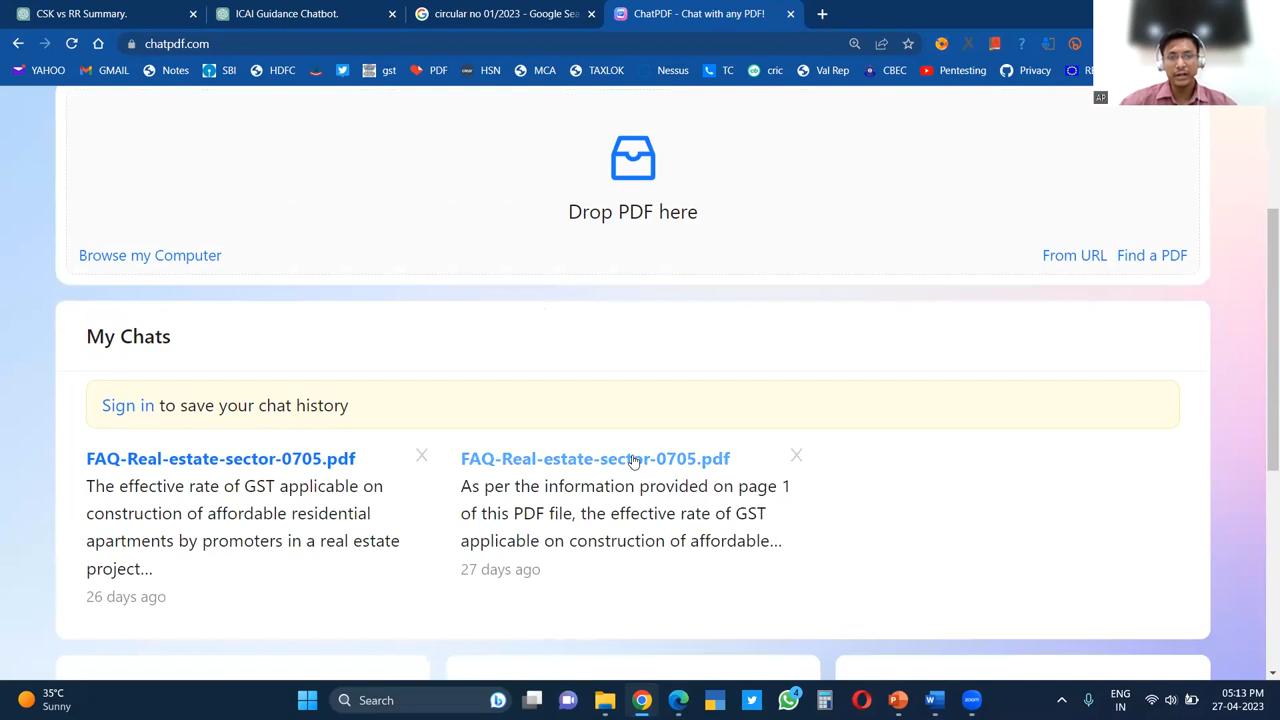 CSK vs RR Summary.
ICAI Guidance Chatbot.
circular no 01/2023 - Google Sea
ChatPDF - Chat with any PDF!
chatpdf.com
YAHOO GMAIL Notes SBI HDFC gst PDF HSN MCA TAXLOK Nessus TC cric Val Rep CBEC Pentesting Privacy
AP
Drop PDF here
Browse my Computer
From URL Find a PDF
My Chats
Sign in to save your chat history
FAQ-Real-estate-sector-0705.pdf
The effective rate of GST applicable on
construction of affordable residential
apartments by promoters in a real estate
project...
26 days ago
FAQ-Real-estate-sector-0705.pdf
As per the information provided on page 1
of this PDF file, the effective rate of GST
applicable on construction of affordable...
27 days ago
35°C
Sunny
Search
4
ENG
IN
05:13 PM
27-04-2023